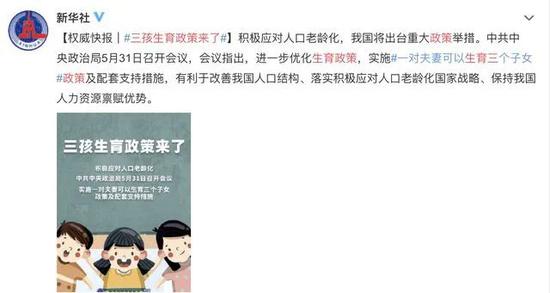 新华社
【权威快报｜#三孩生育政策来了#】积极应对人口老龄化，我国将出台重大政策举措。中共中
央政治局5月31日召开会议，会议指出，进一步优化生育政策，实施#一对夫妻可以生育三个子女
#政策及配套支持措施，有利于改善我国人口结构、落实积极应对人口老龄化国家战略、保持我国
人力资源禀赋优势。
三孩生育政策来了
积极应对人口老龄化
中共中央政治局5月31日召开会议
实施一对夫妻可以生育三个子女
政策及配套支持措施